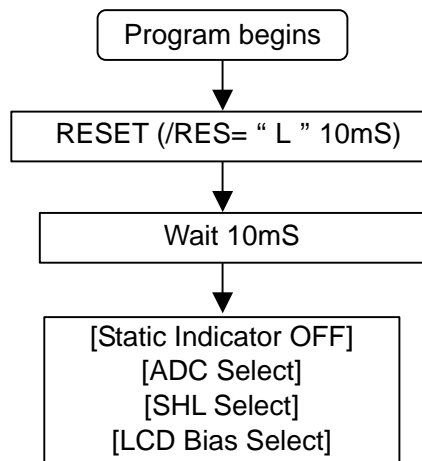 Program begins
RESET (/RES= “ L ” 10mS)
Wait 10mS
[Static Indicator OFF]
[ADC Select]
[SHL Select]
[LCD Bias Select]